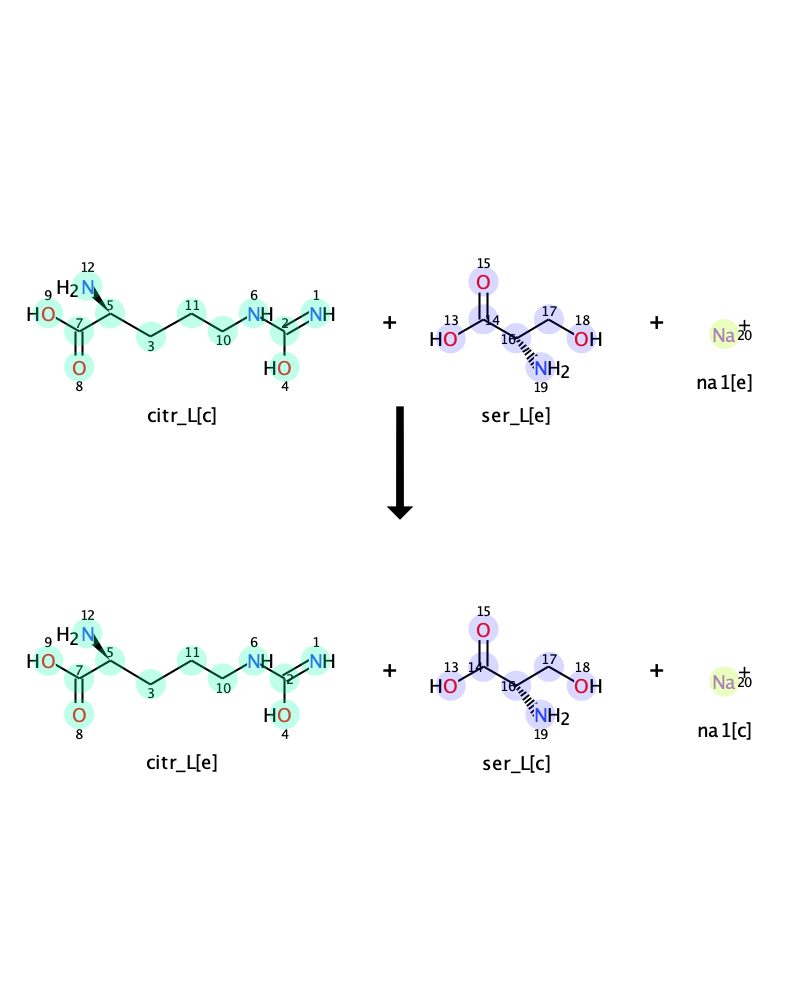 12
H2N
9
HO
5
11
6
NH
1
NH
7
3
10
2
O
8
HO
4
citr_L[c]
+
15
O
13
HO
14
17
18
OH
16
NH2
19
ser_L[e]
+
Na+
20
na1[e]
12
H2N
9
HO
5
11
6
NH
1
NH
7
3
10
2
O
8
HO
4
citr_L[e]
+
15
O
13
HO
14
17
18
OH
16
NH2
19
ser_L[c]
+
Na+
20
na1[c]